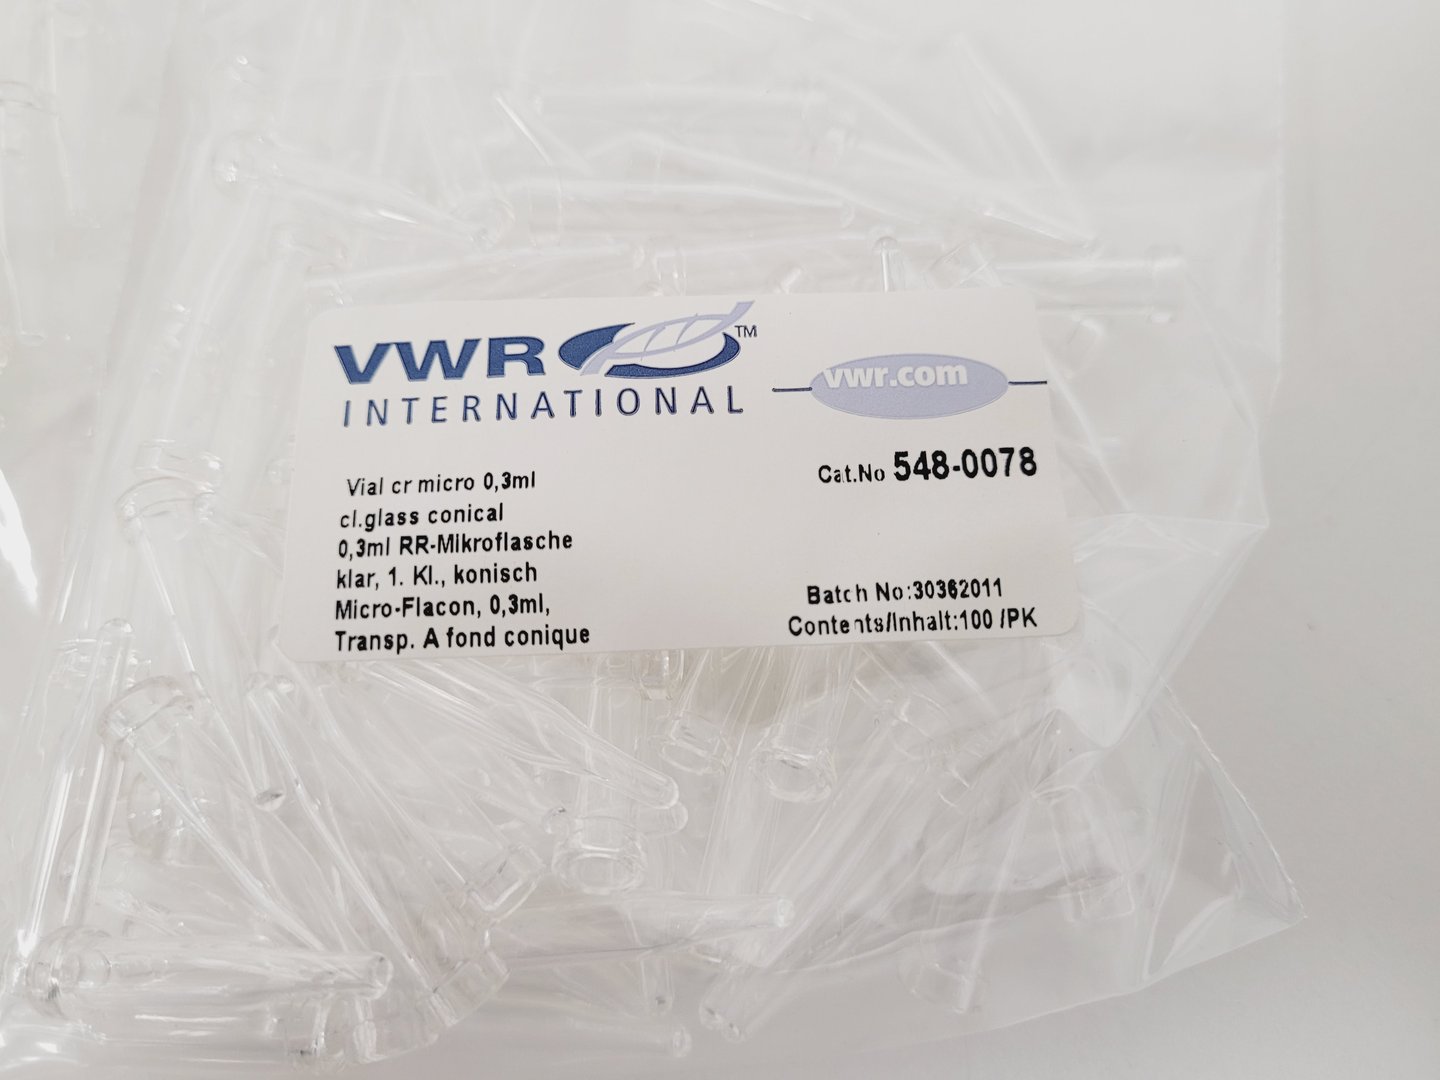 VWR™
INTERNATIONAL
vwr.com
Cat.No 548-0078
Vial cr micro 0,3ml
cl.glass conical
0,3ml RR-Mikroflasche
klar, 1. Kl., konisch
Micro-Flacon, 0,3ml,
Transp. A fond conique
Batch No:30362011
Contents/Inhalt:100 /PK